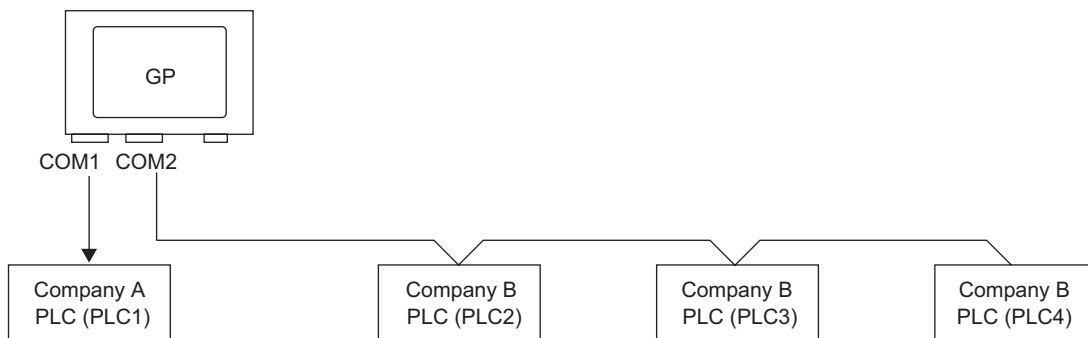 GP
COM1 COM2
Company A
PLC (PLC1)
Company B
PLC (PLC2)
Company B
PLC (PLC3)
Company B
PLC (PLC4)